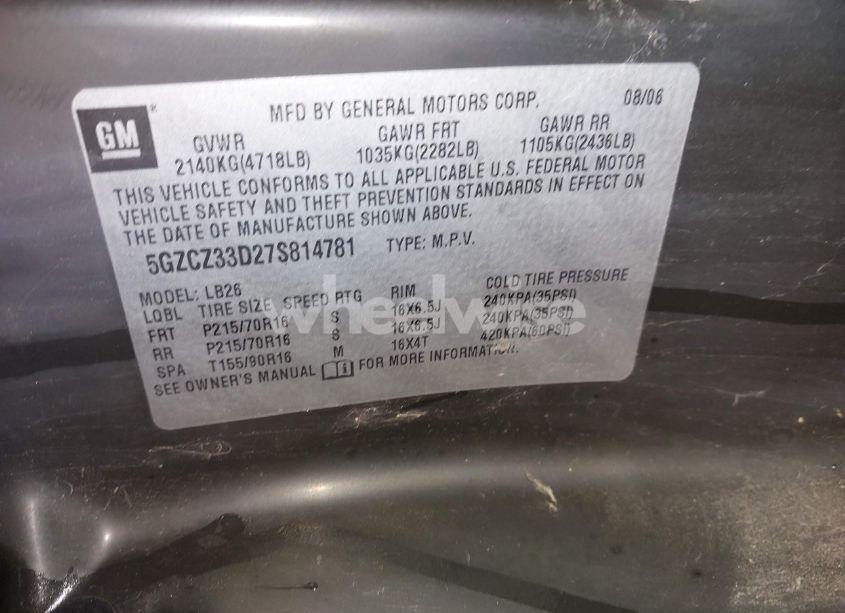 GM
MFD BY GENERAL MOTORS CORP. 08/06
GVWR GAWR FRT GAWR RR
2140KG(4718LB) 1035KG(2282LB) 1105KG(2436LB)
THIS VEHICLE CONFORMS TO ALL APPLICABLE U.S. FEDERAL MOTOR
VEHICLE SAFETY AND THEFT PREVENTION STANDARDS IN EFFECT ON
THE DATE OF MANUFACTURE SHOWN ABOVE.
5GZCZ33D27S814781 TYPE: M.P.V.
MODEL: LB26
LOBL TIRE SIZE SPEED RTG RIM COLD TIRE PRESSURE
FRT P215/70R16 S 16X6.5J 240KPA(35PSI)
RR P215/70R16 S 16X6.5J 240KPA(35PSI)
SPA T155/90R16 M 16X4T 420KPA(60PSI)
SEE OWNER'S MANUAL FOR MORE INFORMATION.